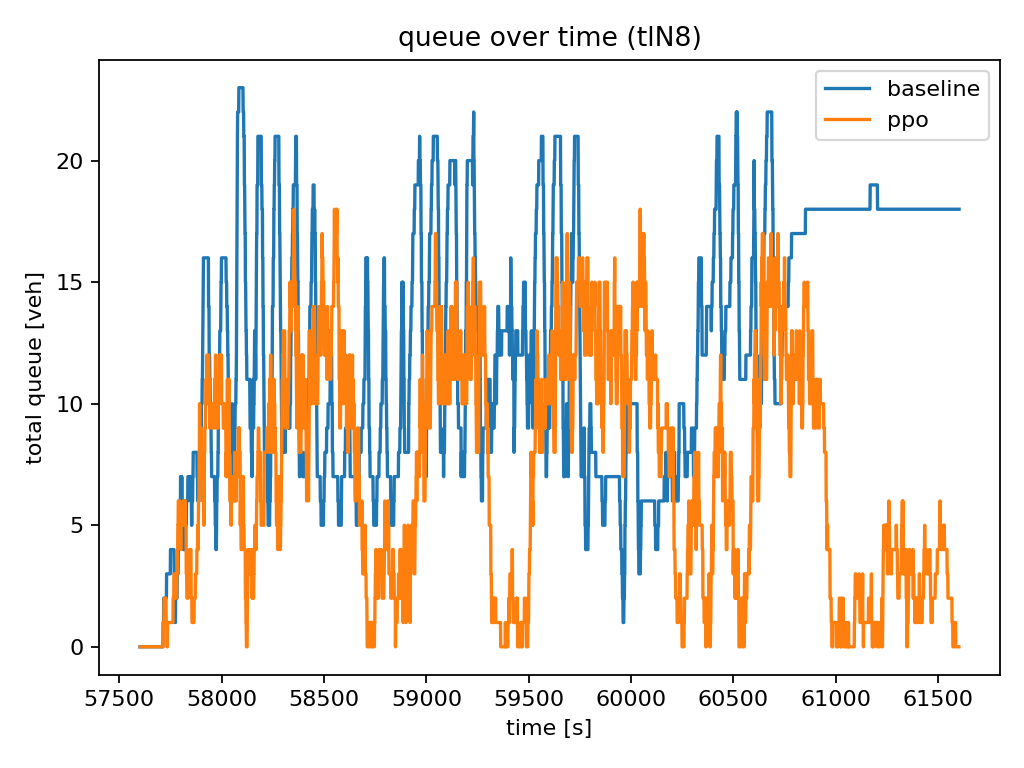 queue over time (tlN8)
baseline
ppo
total queue [veh]
20
15
10
5
0
57500 58000 58500 59000 59500 60000 60500 61000 61500
time [s]